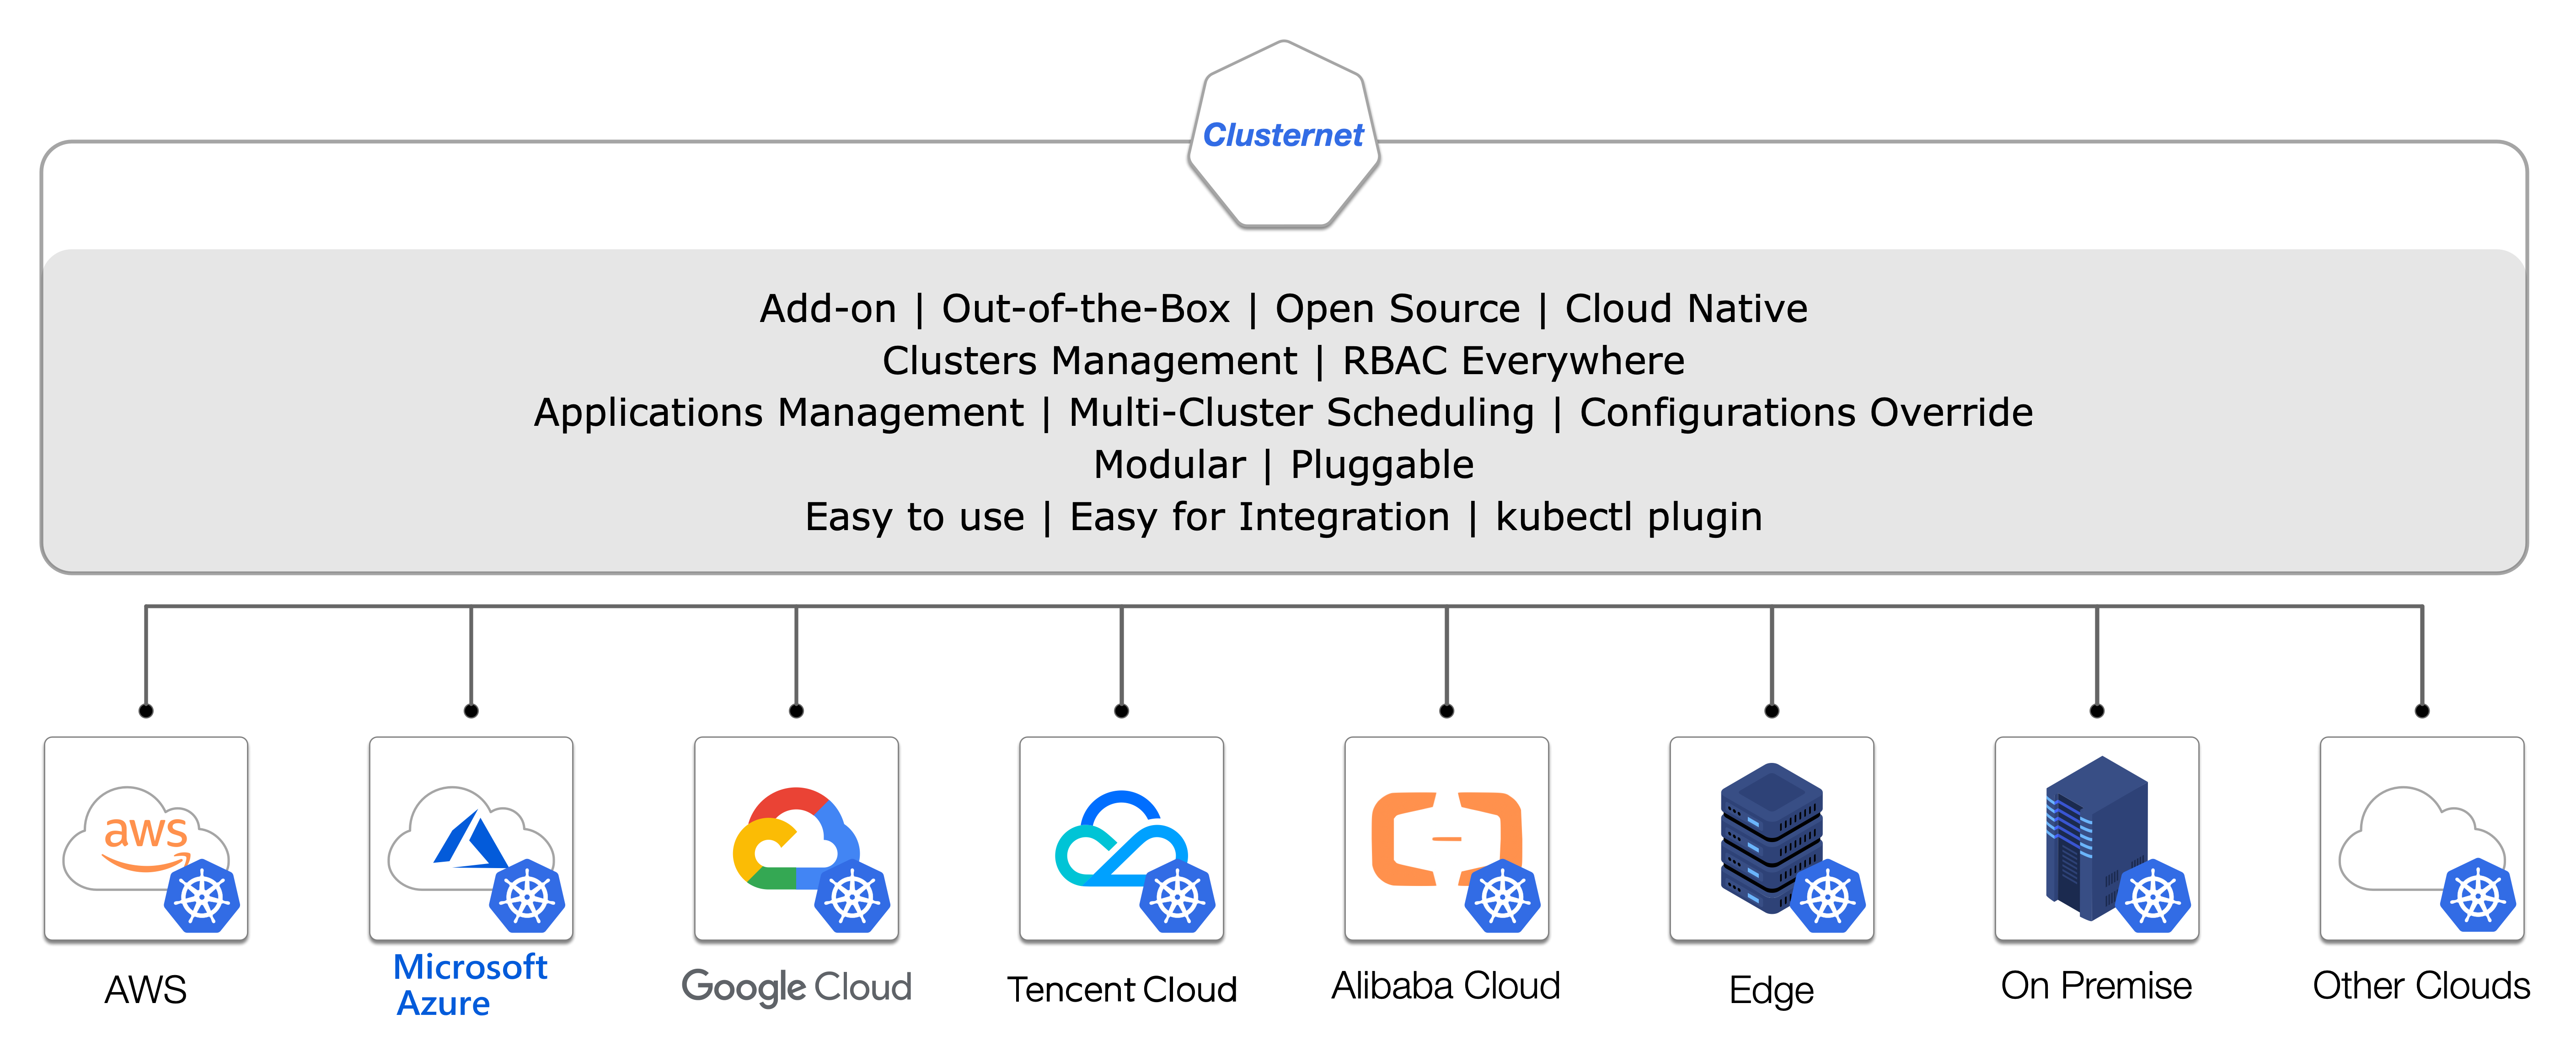 Clusternet
Add-on | Out-of-the-Box | Open Source | Cloud Native
Clusters Management | RBAC Everywhere
Applications Management | Multi-Cluster Scheduling | Configurations Override
Modular | Pluggable
Easy to use | Easy for Integration | kubectl plugin
aws
AWS
Microsoft
Azure
Google Cloud
Tencent Cloud
Alibaba Cloud
Edge
On Premise
Other Clouds